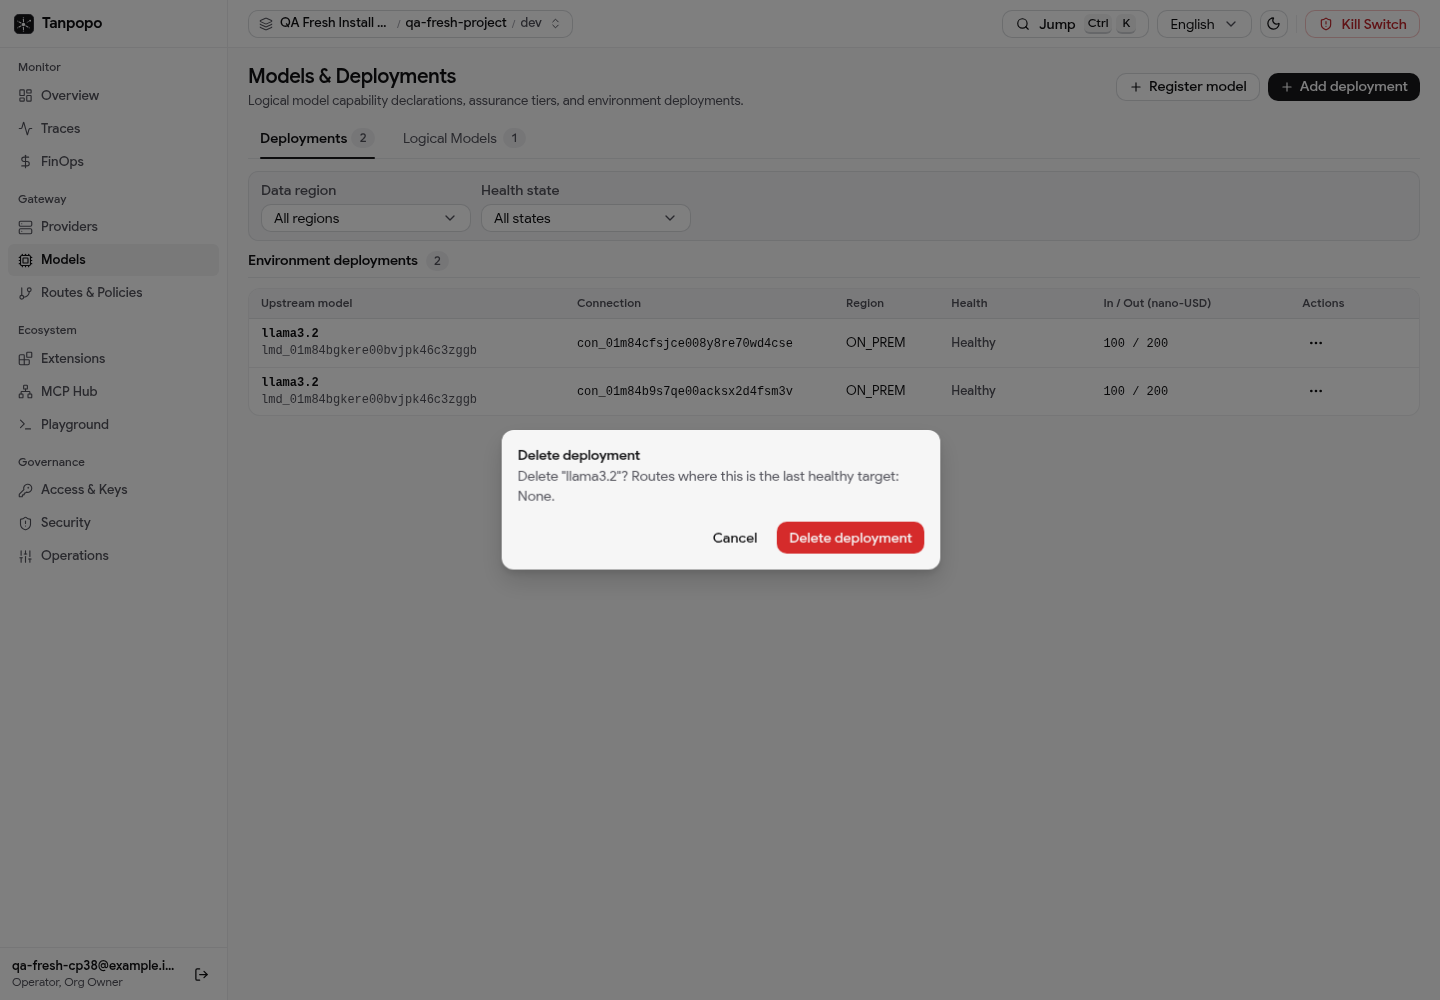 Tanpopo
QA Fresh Install ... / qa-fresh-project / dev
Jump Ctrl K
English
Kill Switch
Monitor
Overview
Traces
FinOps
Gateway
Providers
Models
Routes & Policies
Ecosystem
Extensions
MCP Hub
Playground
Governance
Access & Keys
Security
Operations
qa-fresh-cp38@example.i...
Operator, Org Owner
Models & Deployments
Logical model capability declarations, assurance tiers, and environment deployments.
Register model
Add deployment
Deployments 2
Logical Models 1
Data region
Health state
All regions
All states
Environment deployments 2
Upstream model Connection Region Health In / Out (nano-USD) Actions
llama3.2
lmd_01m84bgkere00bvjpk46c3zggb
con_01m84cfsjce008y8re70wd4cse ON_PREM Healthy 100 / 200
llama3.2
lmd_01m84bgkere00bvjpk46c3zggb
con_01m84b9s7qe00acksx2d4fsm3v ON_PREM Healthy 100 / 200
Delete deployment
Delete "llama3.2"? Routes where this is the last healthy target:
None.
Cancel
Delete deployment